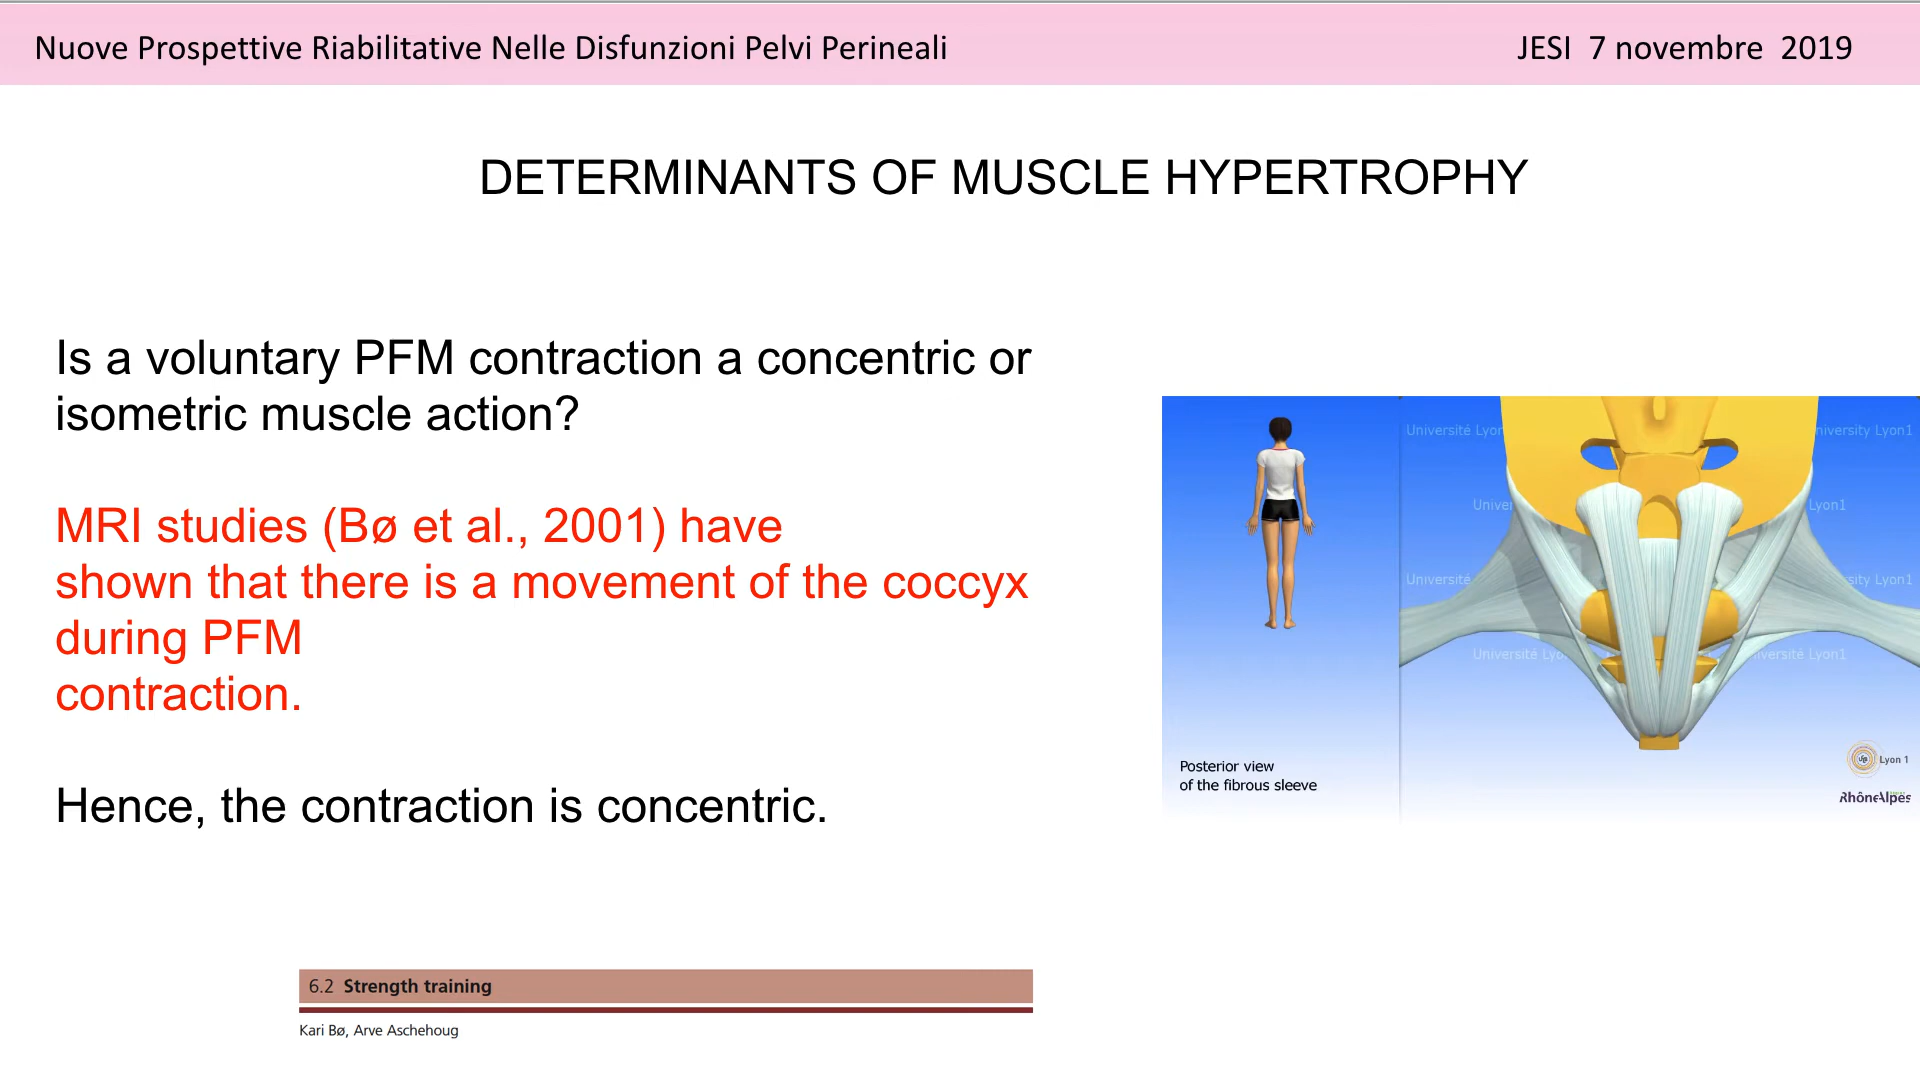 Nuove Prospettive Riabilitative Nelle Disfunzioni Pelvi Perineali JESI 7 novembre 2019
DETERMINANTS OF MUSCLE HYPERTROPHY
Is a voluntary PFM contraction a concentric or
isometric muscle action?
MRI studies (Bø et al., 2001) have
shown that there is a movement of the coccyx
during PFM
contraction.
Hence, the contraction is concentric.
Université Lyon
niversity Lyon1
Univer
Lyon1
Université
sity Lyon1
Université Lyo
iversité Lyon1
Posterior view
of the fibrous sleeve
Lyon 1
RhôneAlpes
6.2 Strength training
Kari Bø, Arve Aschehoug